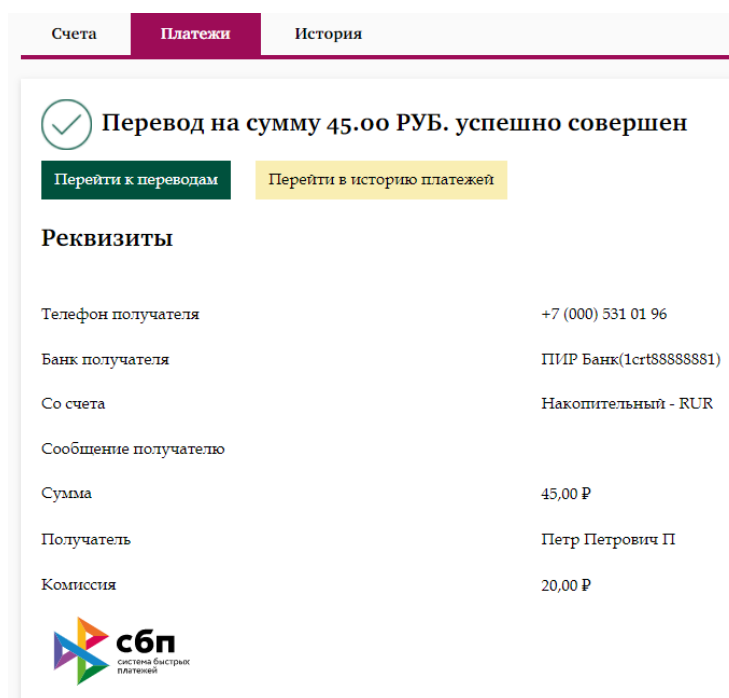 Счета Платежи История
Перевод на сумму 45.00 РУБ. успешно совершен
Перейти к переводам Перейти в историю платежей
Реквизиты
Телефон получателя +7 (000) 531 01 96
Банк получателя ПИР Банк(1crt88888881)
Со счета Накопительный - RUR
Сообщение получателю
Сумма 45,00 ₽
Получатель Петр Петрович П
Комиссия 20,00 ₽
сбп
система быстрых
платежей